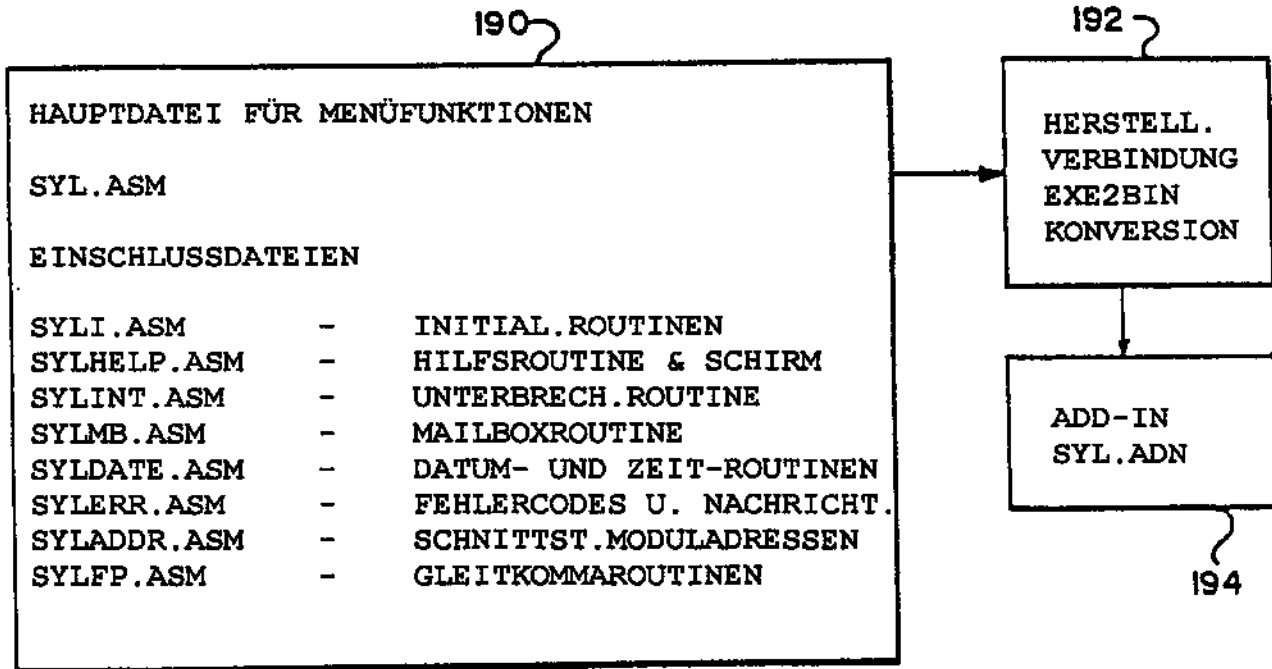 190
HAUPTDATEI FÜR MENÜFUNKTIONEN
SYL.ASM
EINSCHLUSSDATEIEN
SYLI.ASM - INITIAL.ROUTINEN
SYLHELP.ASM - HILFSROUTINE & SCHIRM
SYLINT.ASM - UNTERBRECH.ROUTINE
SYLMB.ASM - MAILBOXROUTINE
SYLDATE.ASM - DATUM- UND ZEIT-ROUTINEN
SYLERR.ASM - FEHLERCODES U. NACHRICHT.
SYLADDR.ASM - SCHNITTST.MODULADRESSEN
SYLFP.ASM - GLEITKOMMAROUTINEN
192
HERSTELL.
VERBINDUNG
EXE2BIN
KONVERSION
ADD-IN
SYL.ADN
194